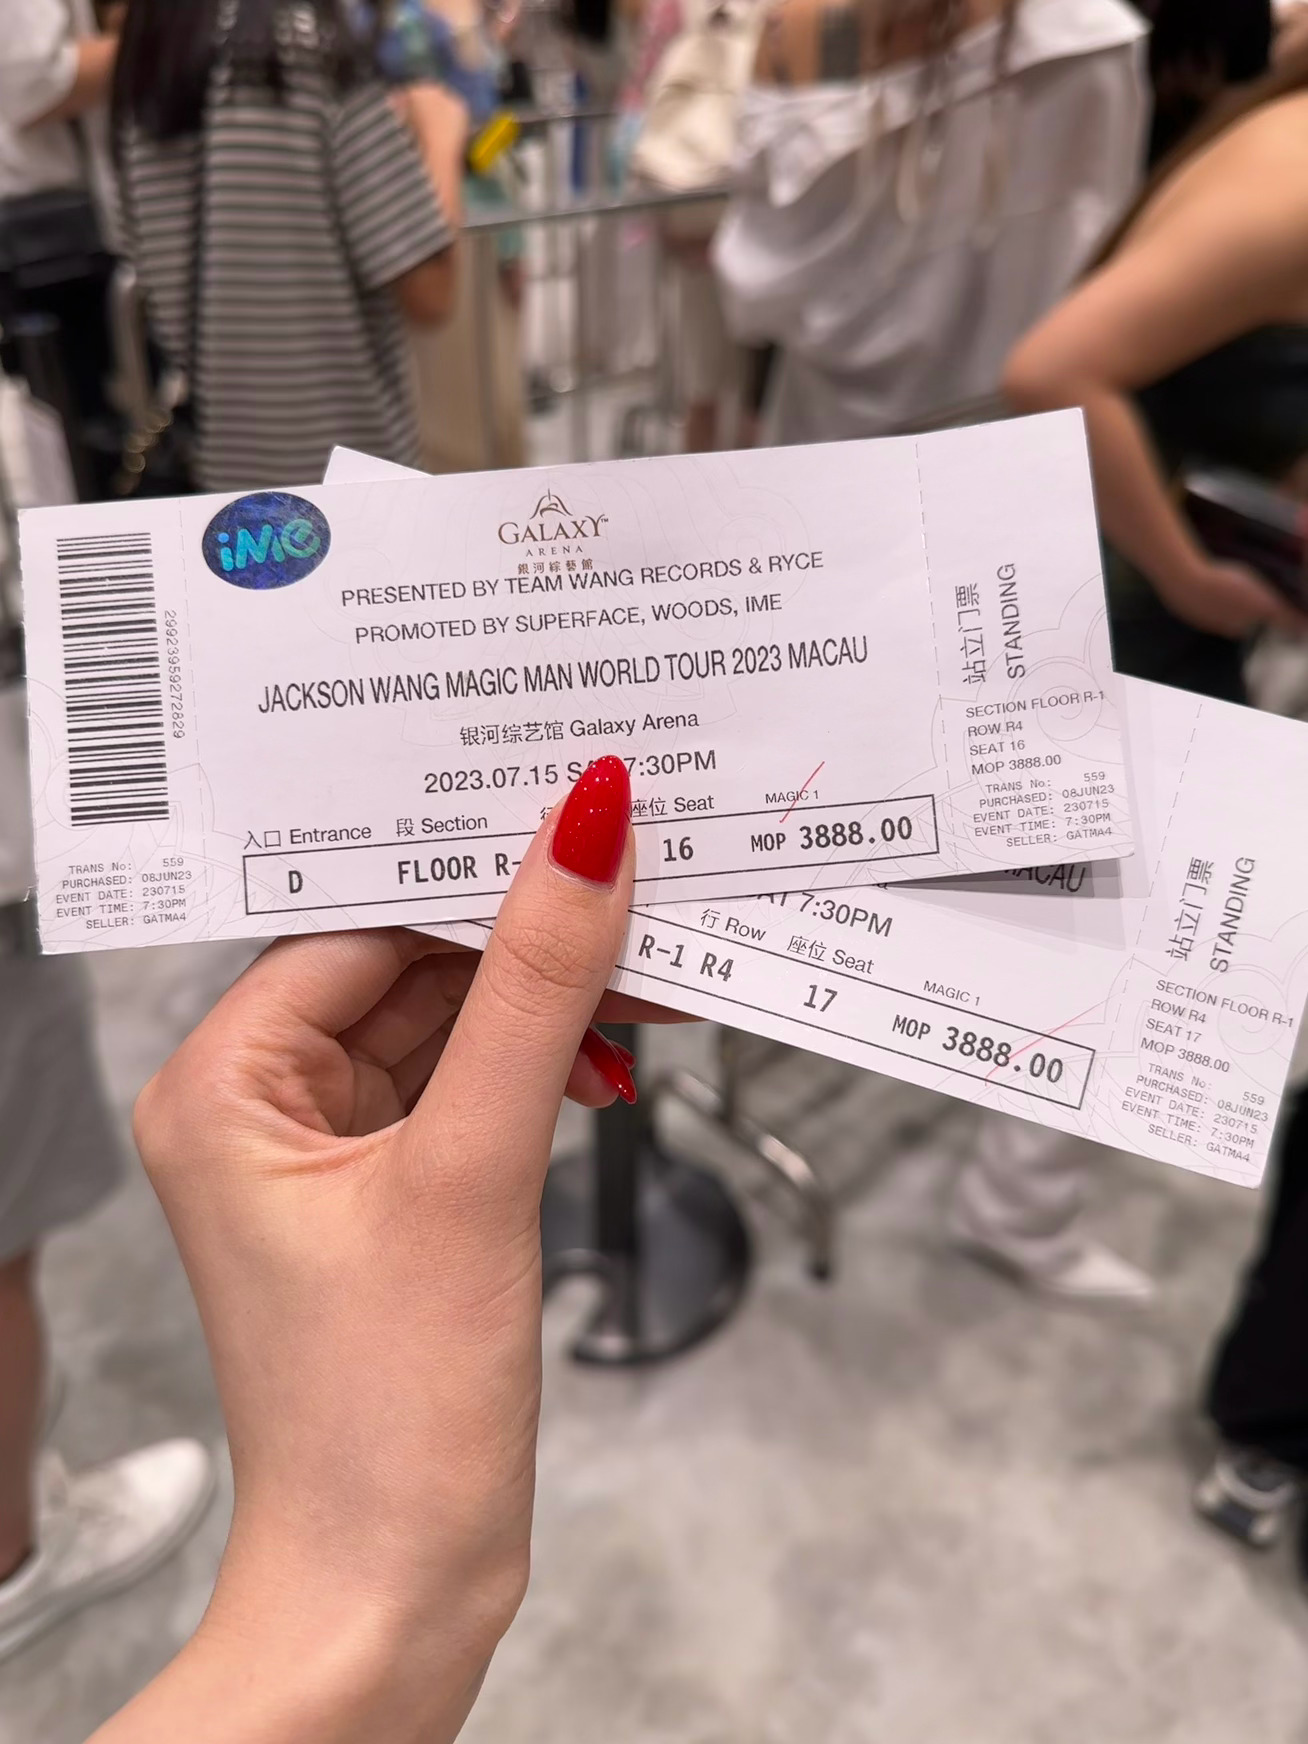 iMe
GALAXY™
ARENA
銀河綜藝館
PRESENTED BY TEAM WANG RECORDS & RYCE
PROMOTED BY SUPERFACE, WOODS, IME
JACKSON WANG MAGIC MAN WORLD TOUR 2023 MACAU
银河综艺馆 Galaxy Arena
2023.07.15 7:30PM
入口 Entrance 段 Section 座位 Seat MAGIC 1
D FLOOR R- 16 MOP 3888.00
29923959272829
TRANS No: 559
PURCHASED: 08JUN23
EVENT DATE: 230715
EVENT TIME: 7:30PM
SELLER: GATMA4
站立门票
STANDING
SECTION FLOOR R-1
ROW R4
SEAT 16
MOP 3888.00
TRANS No: 559
PURCHASED: 08JUN23
EVENT DATE: 230715
EVENT TIME: 7:30PM
SELLER: GATMA4
MACAU
7:30PM
行 Row 座位 Seat MAGIC 1
R-1 R4 17 MOP 3888.00
站立门票
STANDING
SECTION FLOOR R-1
ROW R4
SEAT 17
MOP 3888.00
TRANS No: 559
PURCHASED: 08JUN23
EVENT DATE: 230715
EVENT TIME: 7:30PM
SELLER: GATMA4